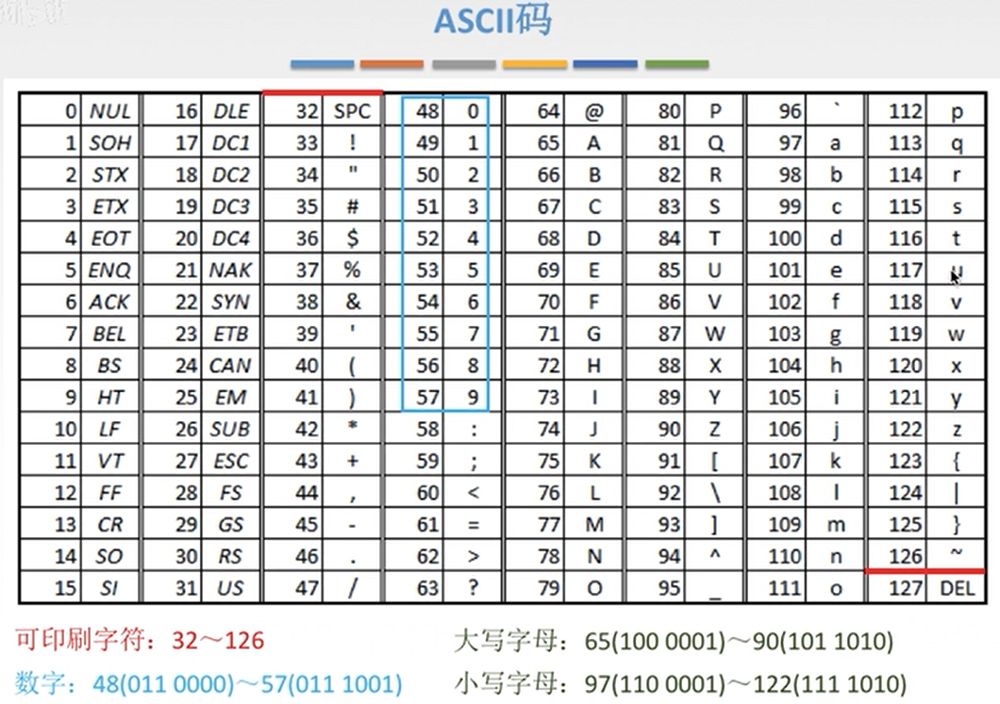 ASCII码
0 NUL 16 DLE 32 SPC 48 0 64 @ 80 P 96 ` 112 p
1 SOH 17 DC1 33 ! 49 1 65 A 81 Q 97 a 113 q
2 STX 18 DC2 34 " 50 2 66 B 82 R 98 b 114 r
3 ETX 19 DC3 35 # 51 3 67 C 83 S 99 c 115 s
4 EOT 20 DC4 36 $ 52 4 68 D 84 T 100 d 116 t
5 ENQ 21 NAK 37 % 53 5 69 E 85 U 101 e 117 u
6 ACK 22 SYN 38 & 54 6 70 F 86 V 102 f 118 v
7 BEL 23 ETB 39 ' 55 7 71 G 87 W 103 g 119 w
8 BS 24 CAN 40 ( 56 8 72 H 88 X 104 h 120 x
9 HT 25 EM 41 ) 57 9 73 I 89 Y 105 i 121 y
10 LF 26 SUB 42 * 58 : 74 J 90 Z 106 j 122 z
11 VT 27 ESC 43 + 59 ; 75 K 91 [ 107 k 123 {
12 FF 28 FS 44 , 60 < 76 L 92 \ 108 l 124 |
13 CR 29 GS 45 - 61 = 77 M 93 ] 109 m 125 }
14 SO 30 RS 46 . 62 > 78 N 94 ^ 110 n 126 ~
15 SI 31 US 47 / 63 ? 79 O 95 _ 111 o 127 DEL
可印刷字符：32～126
大写字母：65(100 0001)～90(101 1010)
数字：48(011 0000)～57(011 1001)
小写字母：97(110 0001)～122(111 1010)